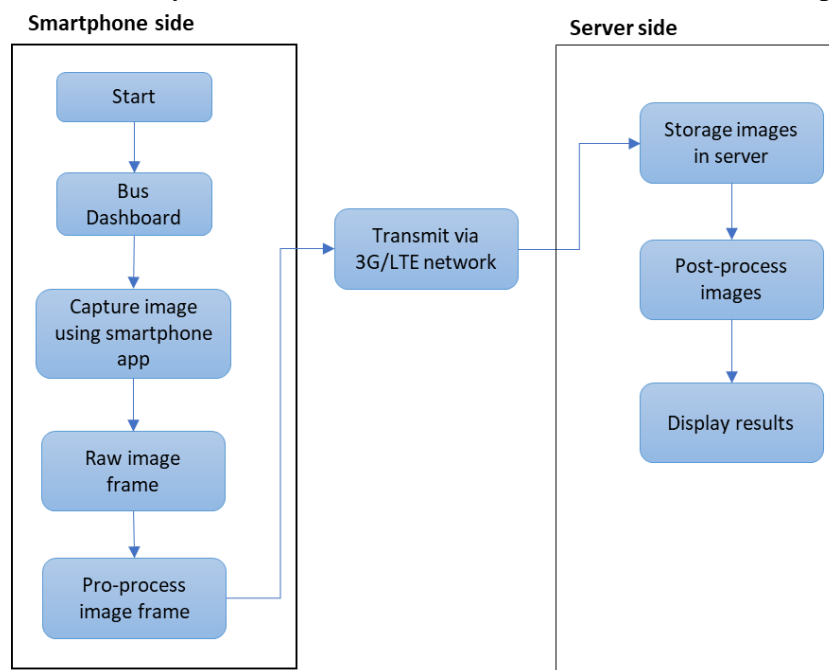 Smartphone side
Start
Bus
Dashboard
Capture image
using smartphone
app
Raw image
frame
Pro-process
image frame
Transmit via
3G/LTE network
Server side
Storage images
in server
Post-process
images
Display results